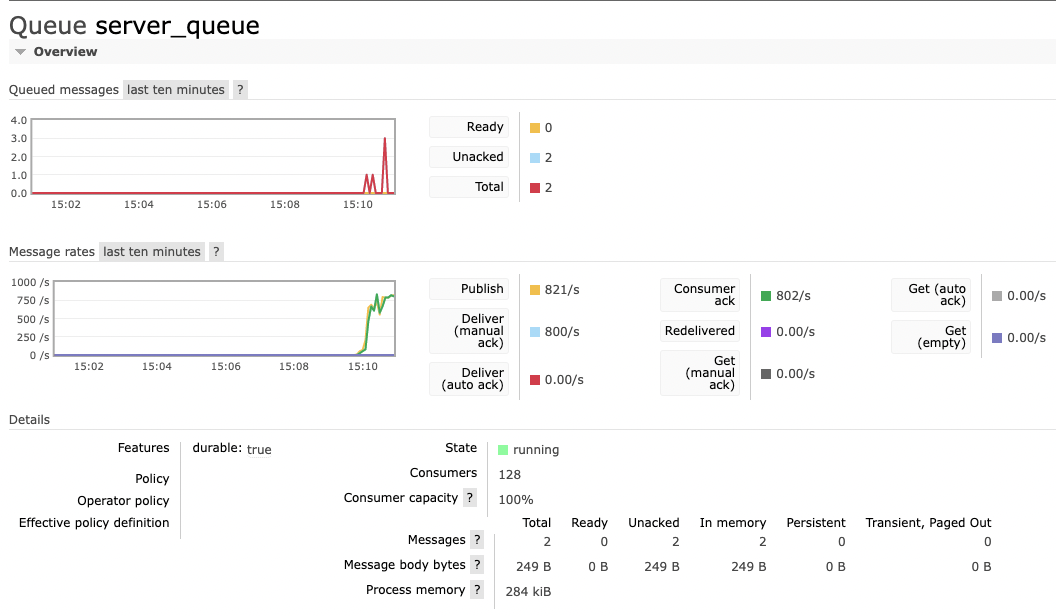 Queue server_queue
Overview
Queued messages last ten minutes ?
4.0
3.0
2.0
1.0
0.0
15:02 15:04 15:06 15:08 15:10
Ready 0
Unacked 2
Total 2
Message rates last ten minutes ?
1000 /s
750 /s
500 /s
250 /s
0 /s
15:02 15:04 15:06 15:08 15:10
Publish 821/s
Deliver (manual ack) 800/s
Deliver (auto ack) 0.00/s
Consumer ack 802/s
Redelivered 0.00/s
Get (manual ack) 0.00/s
Get (auto ack) 0.00/s
Get (empty) 0.00/s
Details
Features durable: true
Policy
Operator policy
Effective policy definition
State running
Consumers 128
Consumer capacity ? 100%
Total Ready Unacked In memory Persistent Transient, Paged Out
Messages ? 2 0 2 2 0 0
Message body bytes ? 249 B 0 B 249 B 249 B 0 B 0 B
Process memory ? 284 kiB